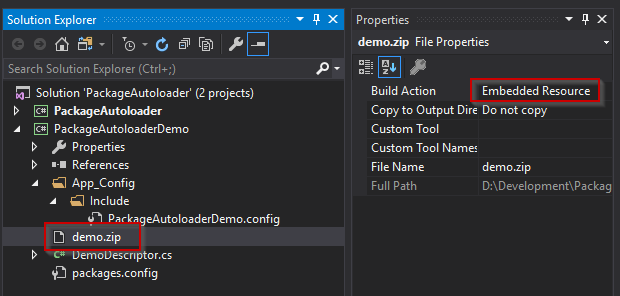 Solution Explorer
Search Solution Explorer (Ctrl+;)
Solution 'PackageAutoloader' (2 projects)
C# PackageAutoloader
C# PackageAutoloaderDemo
Properties
References
App_Config
Include
PackageAutoloaderDemo.config
demo.zip
C# DemoDescriptor.cs
packages.config
Properties
demo.zip File Properties
Build Action Embedded Resource
Copy to Output Dire Do not copy
Custom Tool
Custom Tool Names
File Name demo.zip
Full Path D:\Development\Packa